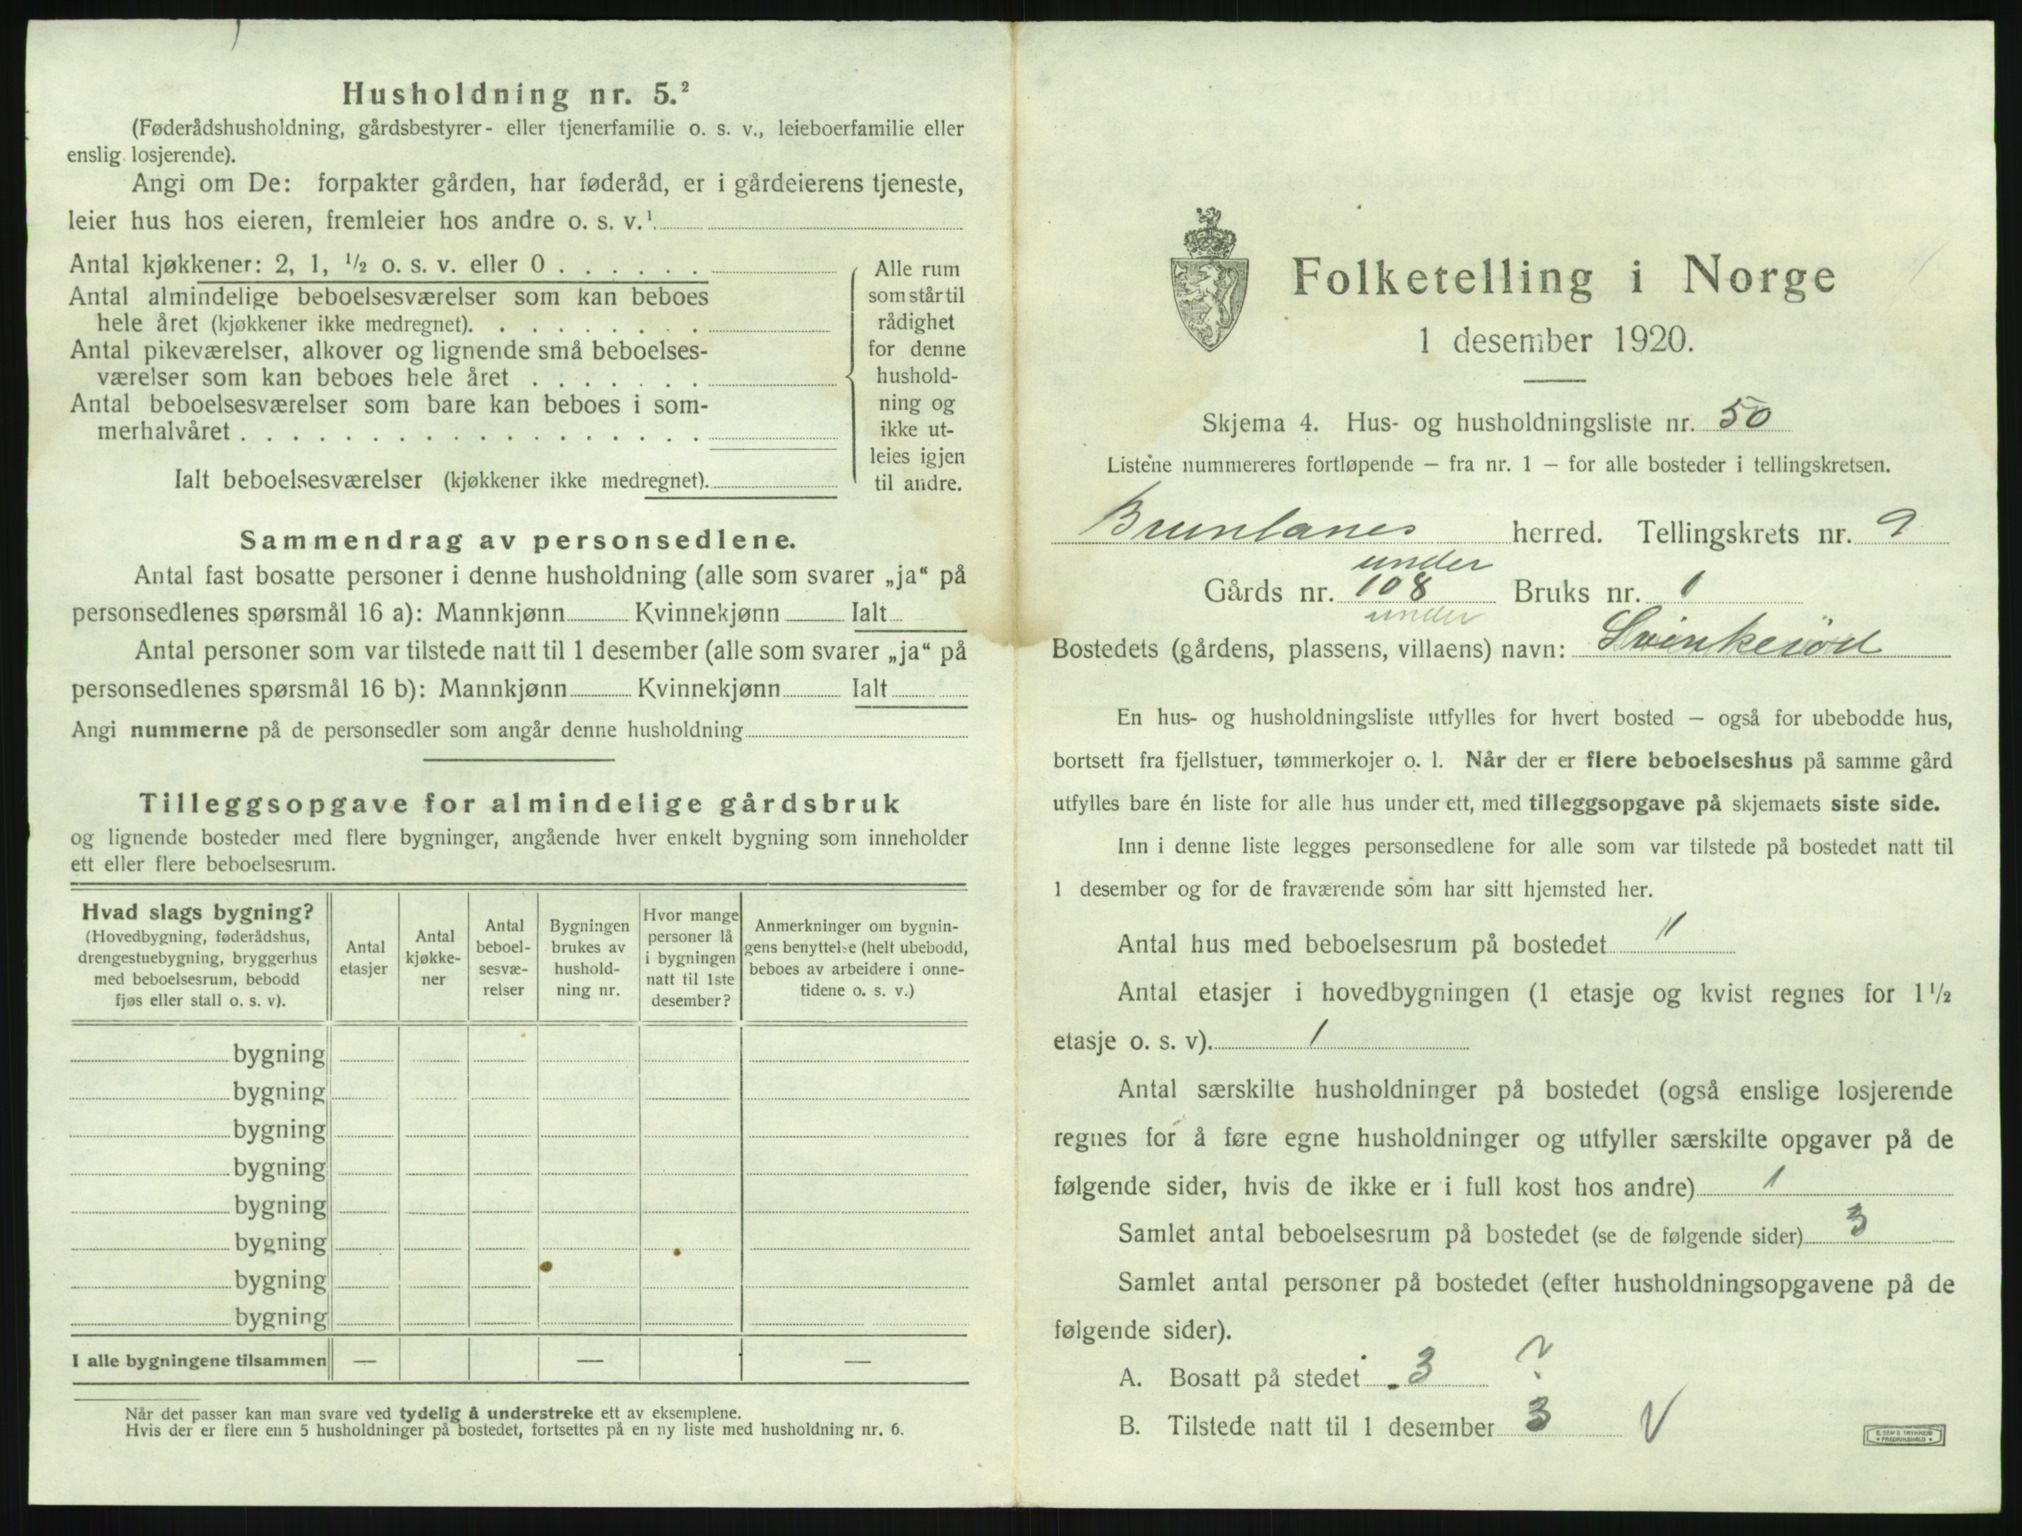 Husholdning nr. 5.²
(Føderådshusholdning, gårdsbestyrer- eller tjenerfamilie o. s. v., leieboerfamilie eller
enslig losjerende).
Angi om De: forpakter gården, har føderåd, er i gårdeierens tjeneste,
leier hus hos eieren, fremleier hos andre o. s. v.¹
Antal kjøkkener: 2, 1, ½ o. s. v. eller 0 . . . . . .
Antal almindelige beboelsesværelser som kan beboes
hele året (kjøkkener ikke medregnet). . . . . . . . .
Antal pikeværelser, alkover og lignende små beboelses-
værelser som kan beboes hele året . . . . . . .
Antal beboelsesværelser som bare kan beboes i som-
merhalvåret . . . . . . . . . . . . . . . . . .
Ialt beboelsesværelser (kjøkkener ikke medregnet).
Alle rum
som står til
rådighet
for denne
hushold-
ning og
ikke ut-
leies igjen
til andre.
Sammendrag av personsedlene.
Antal fast bosatte personer i denne husholdning (alle som svarer „ja“ på
personsedlenes spørsmål 16 a): Mannkjønn Kvinnekjønn Ialt
Antal personer som var tilstede natt til 1 desember (alle som svarer „ja“ på
personsedlenes spørsmål 16 b): Mannkjønn Kvinnekjønn Ialt
Angi nummerne på de personsedler som angår denne husholdning
Tilleggsopgave for almindelige gårdsbruk
og lignende bosteder med flere bygninger, angående hver enkelt bygning som inneholder
ett eller flere beboelsesrum.
Hvad slags bygning?
(Hovedbygning, føderådshus,
drengestuebygning, bryggerhus
med beboelsesrum, bebodd
fjøs eller stall o. s. v).
Antal
etasjer
Antal
kjøkke-
ner
Antal
beboel-
sesvæ-
relser
Bygningen
brukes av
hushold-
ning nr.
Hvor mange
personer lå
i bygningen
natt til 1ste
desember?
Anmerkninger om bygnin-
gens benyttelse (helt ubebodd,
beboes av arbeidere i onne-
tidene o. s. v.)
bygning
bygning
bygning
bygning
bygning
bygning
bygning
bygning
I alle bygningene tilsammen — — —
Når det passer kan man svare ved tydelig å understreke ett av eksemplene.
Hvis der er flere enn 5 husholdninger på bostedet, fortsettes på en ny liste med husholdning nr. 6.
Folketelling i Norge
1 desember 1920.
Skjema 4. Hus- og husholdningsliste nr. 50
Listene nummereres fortløpende – fra nr. 1 – for alle bosteder i tellingskretsen.
Brunlanes herred. Tellingskrets nr. 9
under
Gårds nr. 108 Bruks nr. 1
under
Bostedets (gårdens, plassens, villaens) navn:
En hus- og husholdningsliste utfylles for hvert bosted – også for ubebodde hus,
bortsett fra fjellstuer, tømmerkojer o. l. Når der er flere beboelseshus på samme gård
utfylles bare én liste for alle hus under ett, med tilleggsopgave på skjemaets siste side.
Inn i denne liste legges personsedlene for alle som var tilstede på bostedet natt til
1 desember og for de fraværende som har sitt hjemsted her.
Antal hus med beboelsesrum på bostedet 1
Antal etasjer i hovedbygningen (1 etasje og kvist regnes for 1½
etasje o. s. v). 1
Antal særskilte husholdninger på bostedet (også enslige losjerende
regnes for å føre egne husholdninger og utfyller særskilte opgaver på de
følgende sider, hvis de ikke er i full kost hos andre) 1
Samlet antal beboelsesrum på bostedet (se de følgende sider) 3
Samlet antal personer på bostedet (efter husholdningsopgavene på de
følgende sider).
A. Bosatt på stedet 3 ?
B. Tilstede natt til 1 desember 3 V